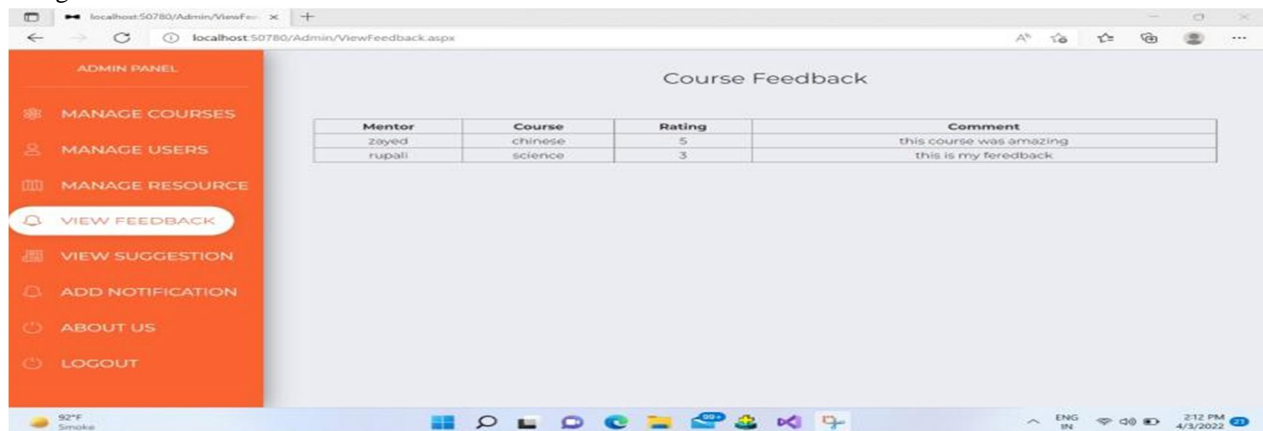 localhost:50780/Admin/ViewFee
localhost:50780/Admin/ViewFeedback.aspx
ADMIN PANEL
MANAGE COURSES
MANAGE USERS
MANAGE RESOURCE
VIEW FEEDBACK
VIEW SUGGESTION
ADD NOTIFICATION
ABOUT US
LOGOUT
Course Feedback
Mentor Course Rating Comment
zayed chinese 5 this course was amazing
rupali science 3 this is my feredback
92°F
Smoke
99+
ENG
IN
2:12 PM
4/3/2022
23